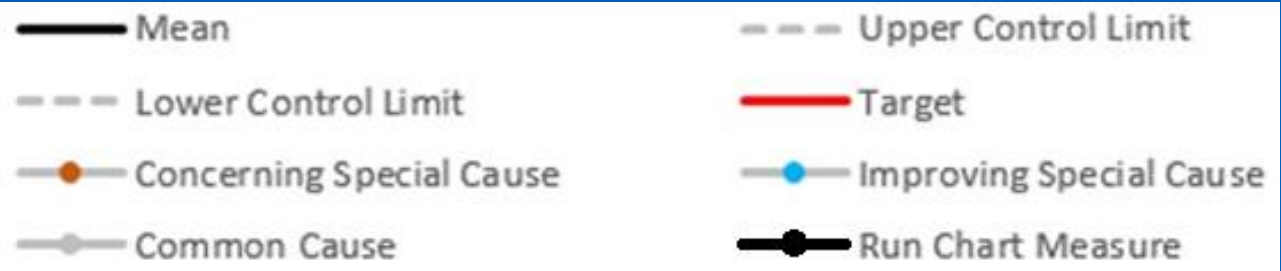 Mean Upper Control Limit
Lower Control Limit Target
Concerning Special Cause Improving Special Cause
Common Cause Run Chart Measure